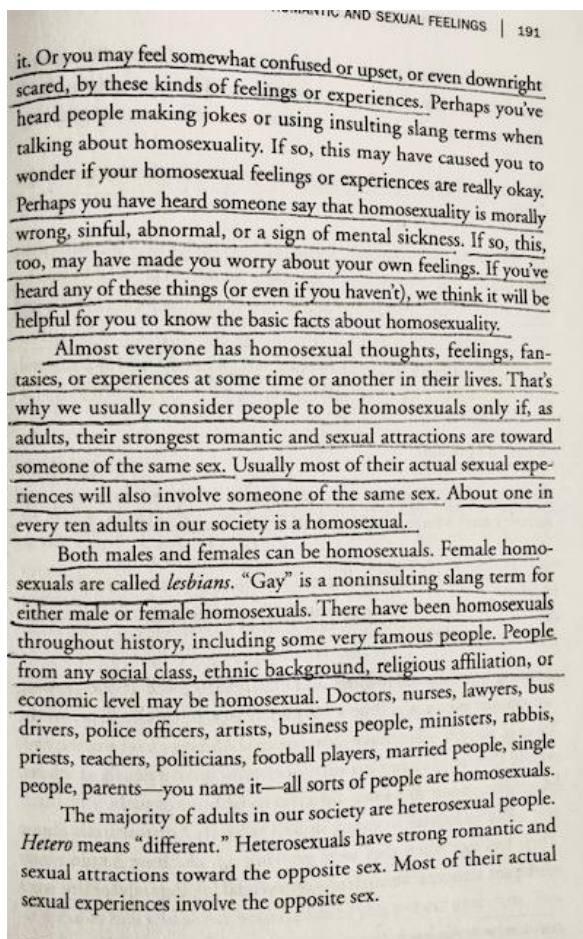 AND SEXUAL FEELINGS | 191
it. Or you may feel somewhat confused or upset, or even downright
scared, by these kinds of feelings or experiences. Perhaps you've
heard people making jokes or using insulting slang terms when
talking about homosexuality. If so, this may have caused you to
wonder if your homosexual feelings or experiences are really okay.
Perhaps you have heard someone say that homosexuality is morally
wrong, sinful, abnormal, or a sign of mental sickness. If so, this,
too, may have made you worry about your own feelings. If you've
heard any of these things (or even if you haven't), we think it will be
helpful for you to know the basic facts about homosexuality.
Almost everyone has homosexual thoughts, feelings, fan-
tasies, or experiences at some time or another in their lives. That's
why we usually consider people to be homosexuals only if, as
adults, their strongest romantic and sexual attractions are toward
someone of the same sex. Usually most of their actual sexual expe-
riences will also involve someone of the same sex. About one in
every ten adults in our society is a homosexual.
Both males and females can be homosexuals. Female homo-
sexuals are called lesbians. "Gay" is a noninsulting slang term for
either male or female homosexuals. There have been homosexuals
throughout history, including some very famous people. People
from any social class, ethnic background, religious affiliation, or
economic level may be homosexual. Doctors, nurses, lawyers, bus
drivers, police officers, artists, business people, ministers, rabbis,
priests, teachers, politicians, football players, married people, single
people, parents—you name it—all sorts of people are homosexuals.
The majority of adults in our society are heterosexual people.
Hetero means "different." Heterosexuals have strong romantic and
sexual attractions toward the opposite sex. Most of their actual
sexual experiences involve the opposite sex.